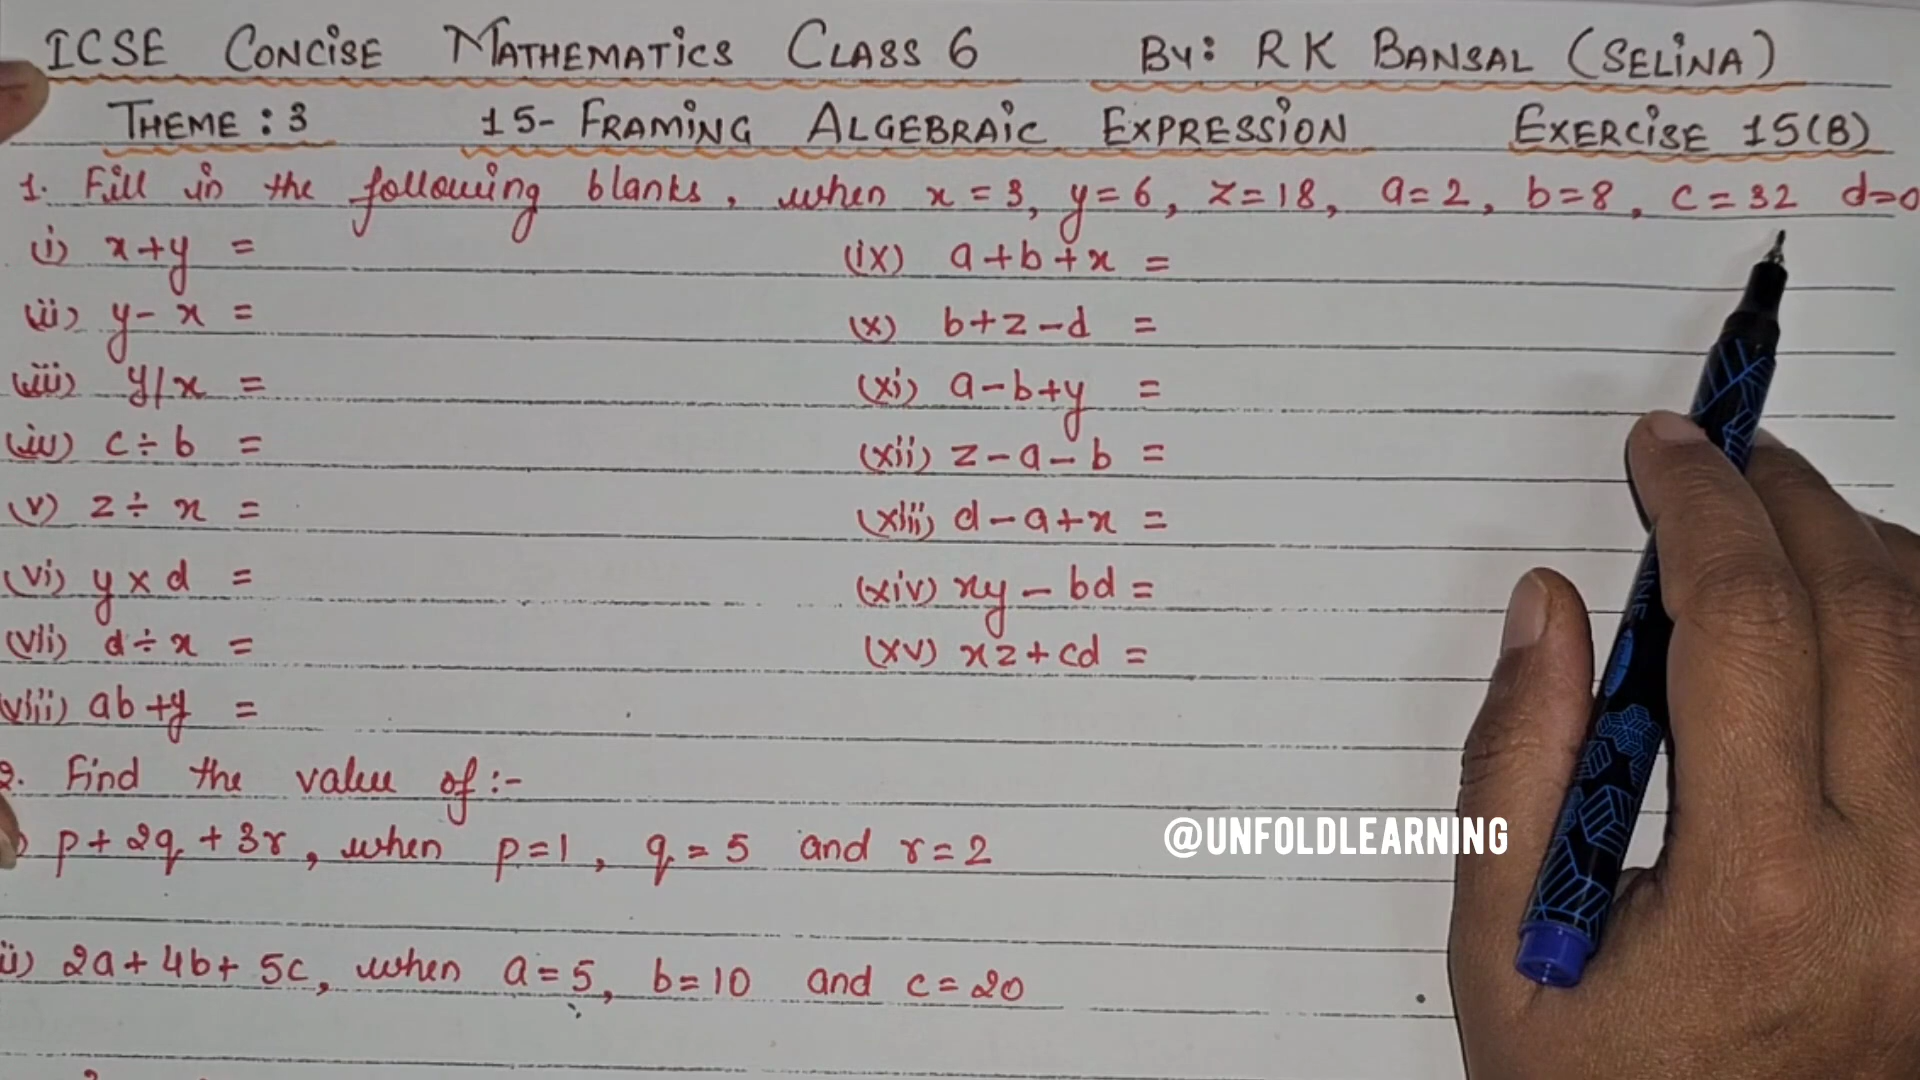 ICSE CONCISE MATHEMATICS CLASS 6 BY: R K BANSAL (SELINA)
THEME: 3 15- FRAMING ALGEBRAIC EXPRESSION EXERCISE 15(B)
1. Fill in the following blanks, when x=3, y=6, z=18, a=2, b=8, c=32 d=0
(i) x+y =
(ii) y-x =
(iii) y/x =
(iv) c÷b =
(v) z÷x =
(vi) y×d =
(vii) d÷x =
(viii) ab+y =
(ix) a+b+x =
(x) b+z-d =
(xi) a-b+y =
(xii) z-a-b =
(xiii) d-a+x =
(xiv) xy-bd =
(xv) xz+cd =
2. Find the value of:-
) p+2q+3r, when p=1, q=5 and r=2
ii) 2a+4b+5c, when a=5, b=10 and c=20
@UNFOLDLEARNING